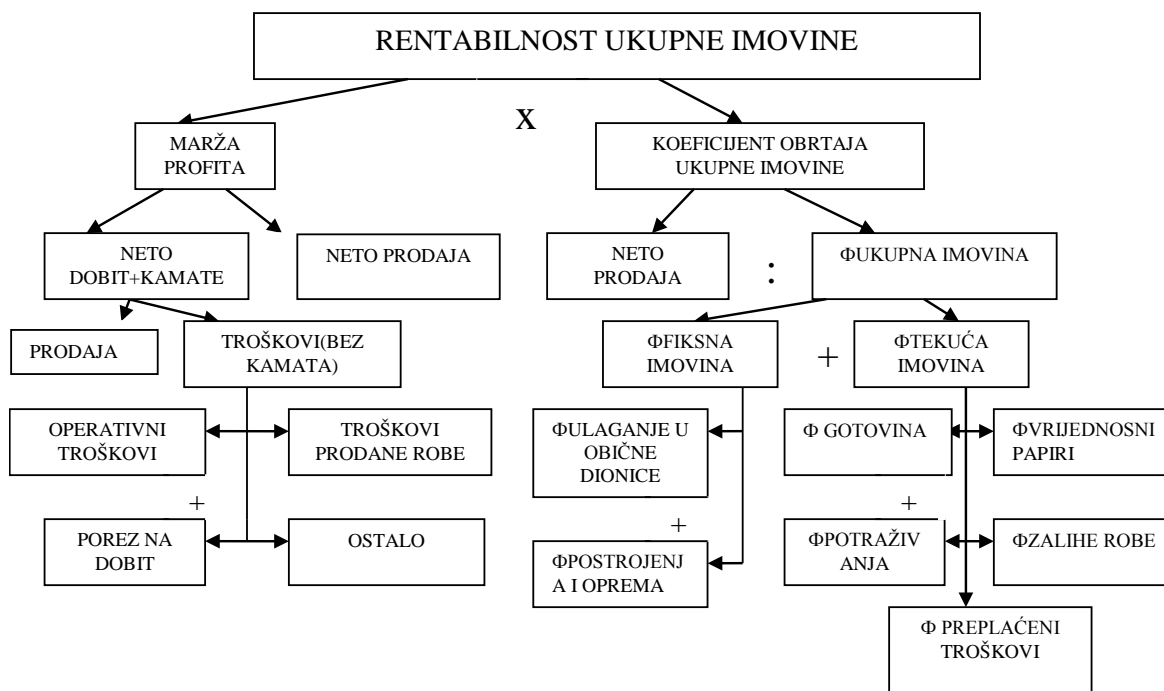 RENTABILNOST UKUPNE IMOVINE
X
MARŽA
PROFITA
KOEFICIJENT OBRTAJA
UKUPNE IMOVINE
NETO
DOBIT+KAMATE
NETO PRODAJA
NETO
PRODAJA
:
ΦUKUPNA IMOVINA
PRODAJA
TROŠKOVI(BEZ
KAMATA)
ΦFIKSNA
IMOVINA
+
ΦTEKUĆA
IMOVINA
OPERATIVNI
TROŠKOVI
TROŠKOVI
PRODANE ROBE
ΦULAGANJE U
OBIČNE
DIONICE
Φ GOTOVINA
ΦVRIJEDNOSNI
PAPIRI
+
+
+
POREZ NA
DOBIT
OSTALO
ΦPOSTROJENJ
A I OPREMA
ΦPOTRAŽIV
ANJA
ΦZALIHE ROBE
Φ PREPLAĆENI
TROŠKOVI